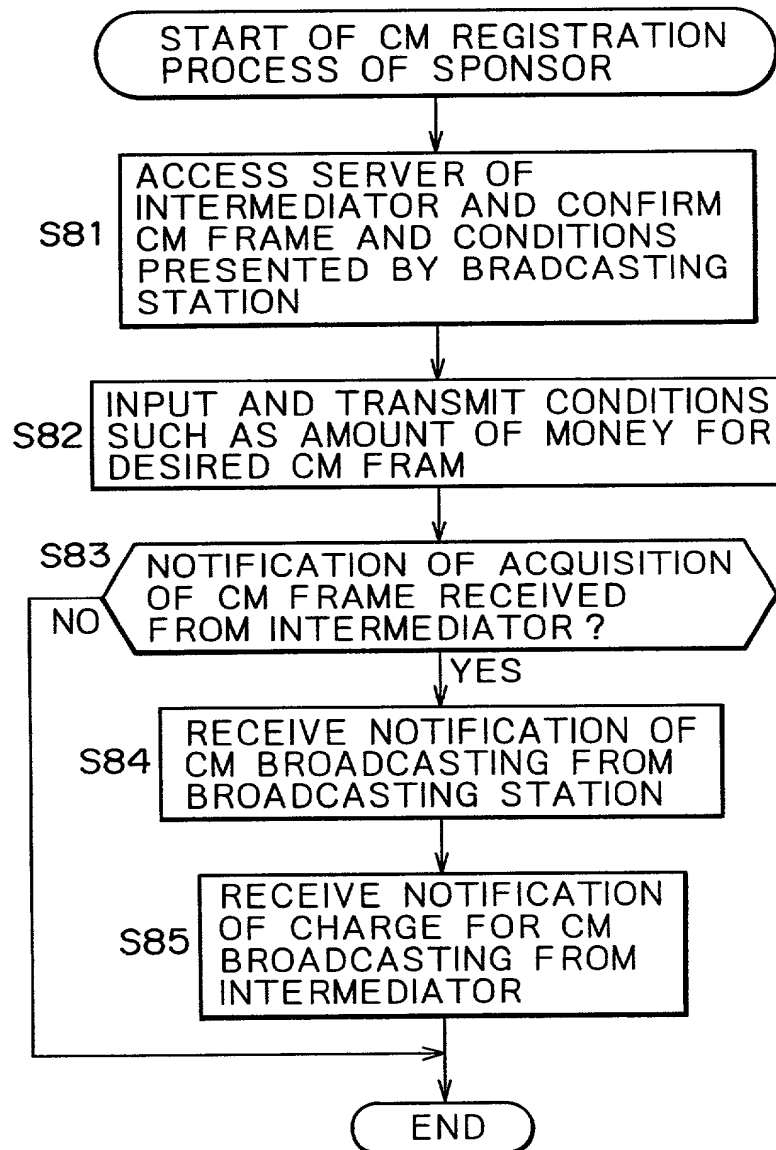 START OF CM REGISTRATION
PROCESS OF SPONSOR
S81
ACCESS SERVER OF
INTERMEDIATOR AND CONFIRM
CM FRAME AND CONDITIONS
PRESENTED BY BRADCASTING
STATION
S82
INPUT AND TRANSMIT CONDITIONS
SUCH AS AMOUNT OF MONEY FOR
DESIRED CM FRAM
S83
NOTIFICATION OF ACQUISITION
OF CM FRAME RECEIVED
FROM INTERMEDIATOR?
NO
YES
S84
RECEIVE NOTIFICATION OF
CM BROADCASTING FROM
BROADCASTING STATION
S85
RECEIVE NOTIFICATION
OF CHARGE FOR CM
BROADCASTING FROM
INTERMEDIATOR
END